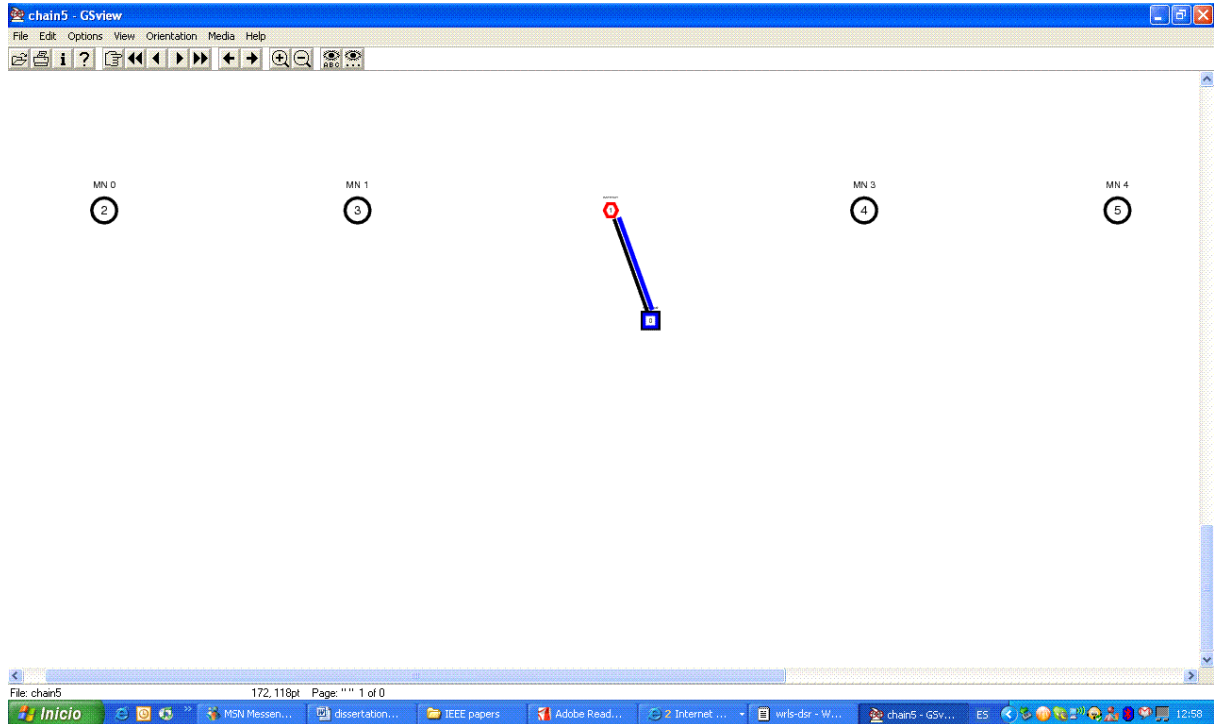 chain5 - GSview
File Edit Options View Orientation Media Help
MN 0 MN 1 MN 3 MN 4
2 3 1 4 5
0
File: chain5 172, 118pt Page: "" 1 of 0
Inicio MSN Messen... dissertation... IEEE papers Adobe Read... 2 Internet ... wrls-dsr - W... chain5 - GSv... ES 12:58